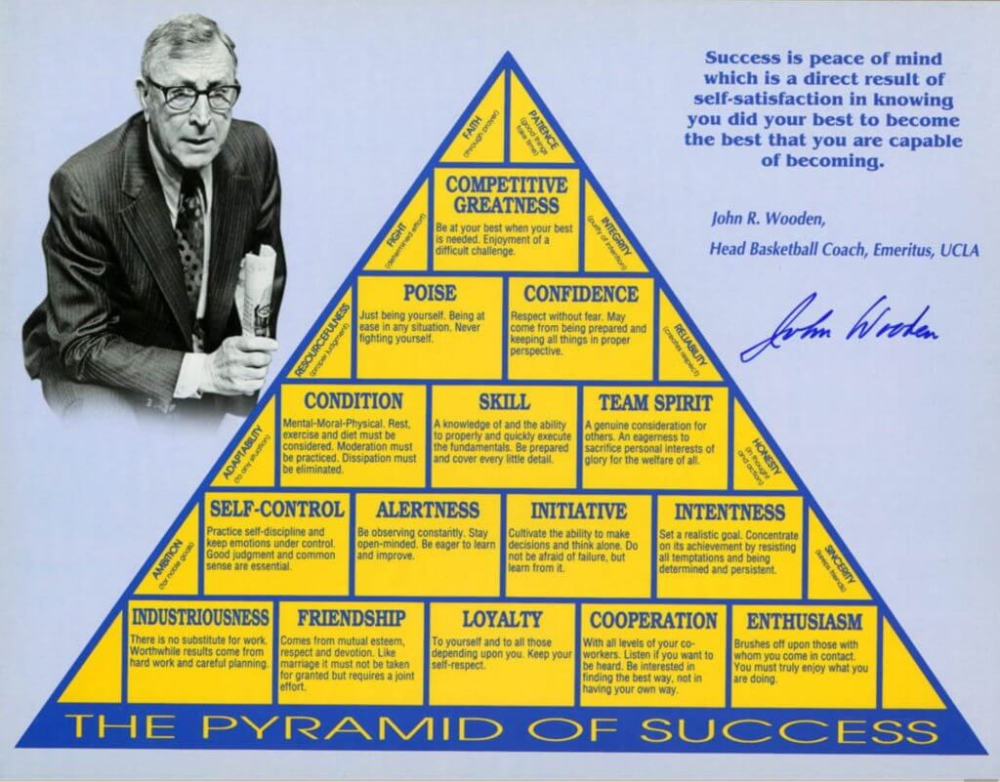 Success is peace of mind
which is a direct result of
self-satisfaction in knowing
you did your best to become
the best that you are capable
of becoming.
John R. Wooden,
Head Basketball Coach, Emeritus, UCLA
John Wooden
FAITH
(through prayer)
PATIENCE
(good things
take time)
FIGHT
(determined effort)
COMPETITIVE
GREATNESS
Be at your best when your best
is needed. Enjoyment of a
difficult challenge.
INTEGRITY
(purity of intention)
RESOURCEFULNESS
(proper judgment)
POISE
Just being yourself. Being at
ease in any situation. Never
fighting yourself.
CONFIDENCE
Respect without fear. May
come from being prepared and
keeping all things in proper
perspective.
RELIABILITY
(creates respect)
ADAPTABILITY
(to any situation)
CONDITION
Mental-Moral-Physical. Rest,
exercise and diet must be
considered. Moderation must
be practiced. Dissipation must
be eliminated.
SKILL
A knowledge of and the ability
to properly and quickly execute
the fundamentals. Be prepared
and cover every little detail.
TEAM SPIRIT
A genuine consideration for
others. An eagerness to
sacrifice personal interests of
glory for the welfare of all.
HONESTY
(in thought
and action)
AMBITION
(for noble goals)
SELF-CONTROL
Practice self-discipline and
keep emotions under control.
Good judgment and common
sense are essential.
ALERTNESS
Be observing constantly. Stay
open-minded. Be eager to learn
and improve.
INITIATIVE
Cultivate the ability to make
decisions and think alone. Do
not be afraid of failure, but
learn from it.
INTENTNESS
Set a realistic goal. Concentrate
on its achievement by resisting
all temptations and being
determined and persistent.
SINCERITY
(keeps friends)
INDUSTRIOUSNESS
There is no substitute for work.
Worthwhile results come from
hard work and careful planning.
FRIENDSHIP
Comes from mutual esteem,
respect and devotion. Like
marriage it must not be taken
for granted but requires a joint
effort.
LOYALTY
To yourself and to all those
depending upon you. Keep your
self-respect.
COOPERATION
With all levels of your co-
workers. Listen if you want to
be heard. Be interested in
finding the best way, not in
having your own way.
ENTHUSIASM
Brushes off upon those with
whom you come in contact.
You must truly enjoy what you
are doing.
THE PYRAMID OF SUCCESS